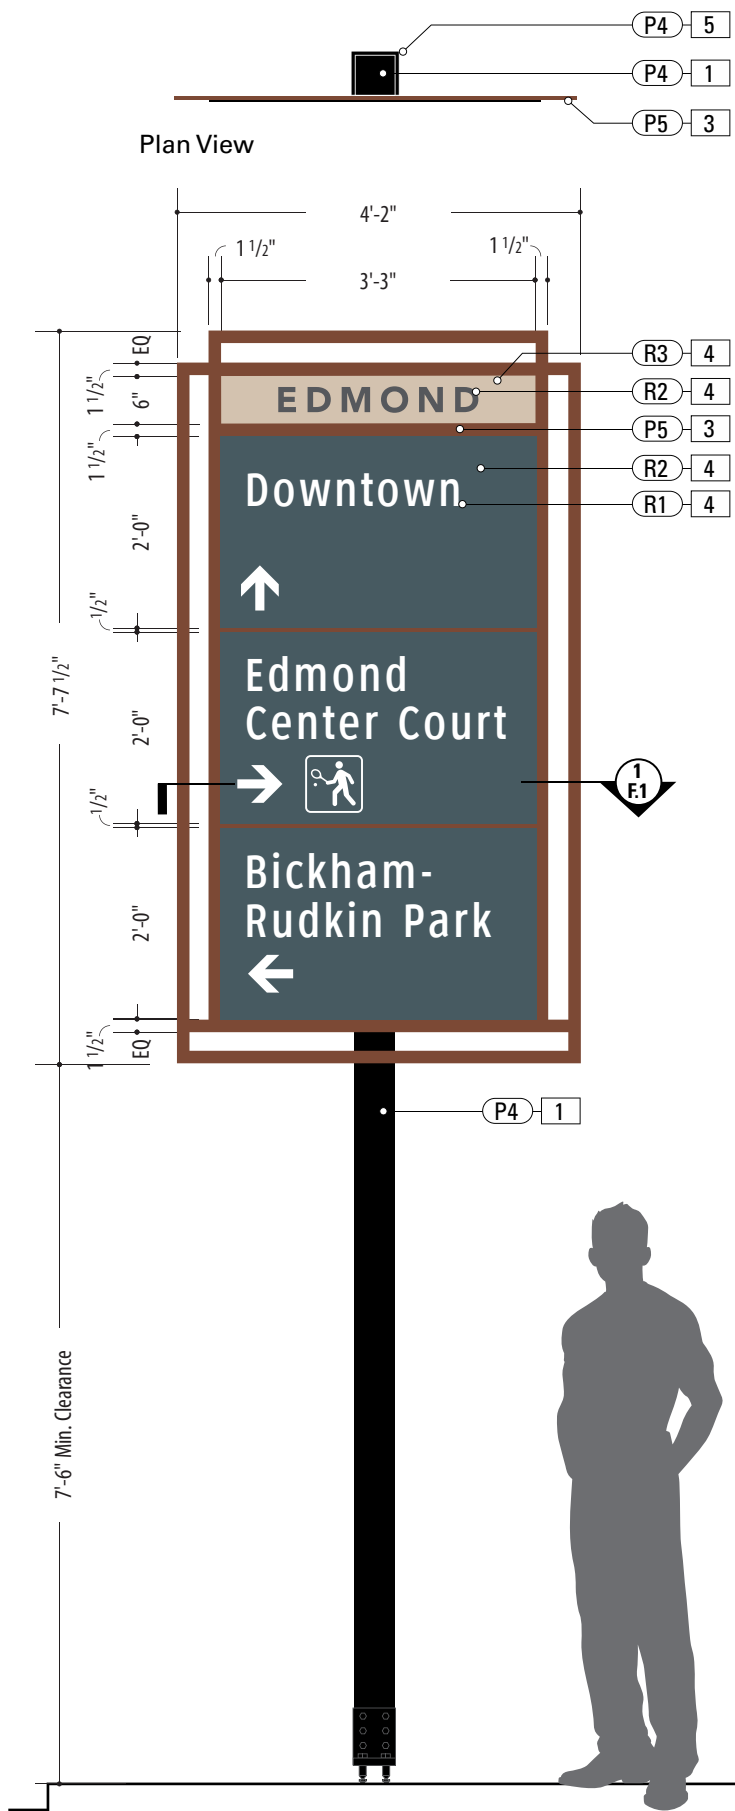 P4 5
P4 1
P5 3
Plan View
4'-2"
1 1/2"
1 1/2"
3'-3"
EQ
1 1/2"
6"
1 1/2"
2'-0"
1/2"
7'-7 1/2"
2'-0"
1/2"
2'-0"
1 1/2"
EQ
R3 4
EDMOND
R2 4
P5 3
R2 4
Downtown
R1 4
Edmond
Center Court
1
F.1
Bickham-
Rudkin Park
P4 1
7'-6" Min. Clearance